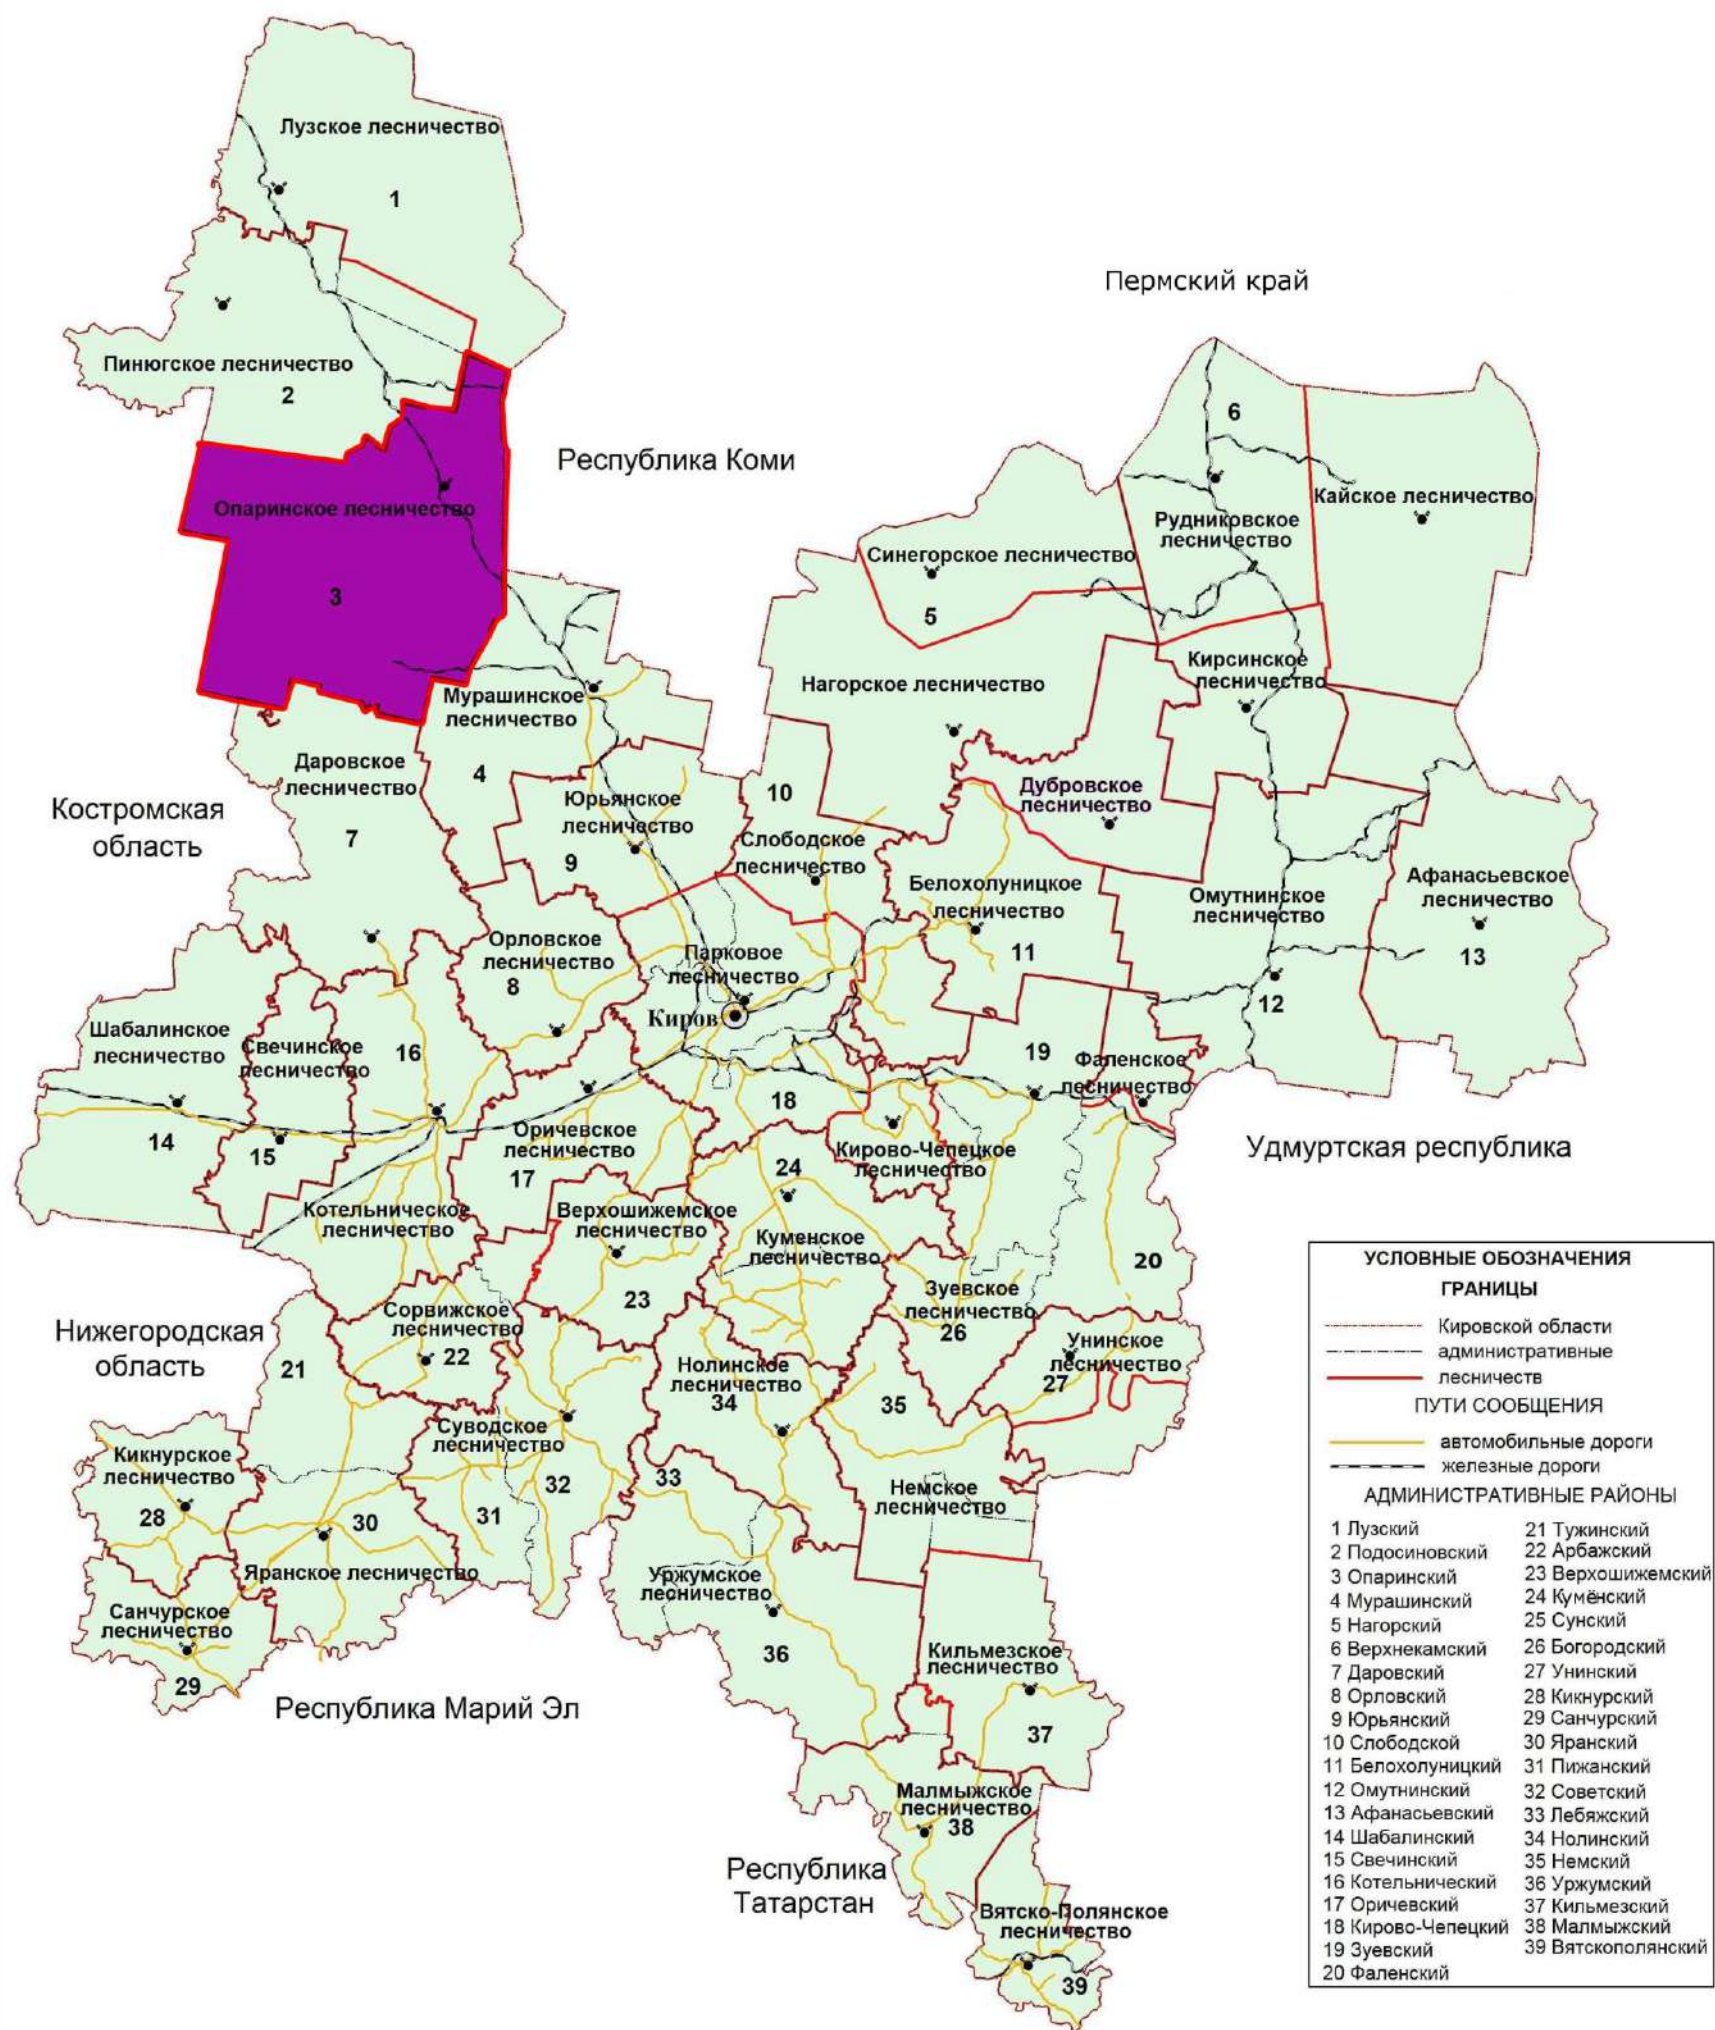 Лузское лесничество
1
Пермский край
Пинюгское лесничество
2
6
Республика Коми
Кайское лесничество
Опаринское лесничество
Рудниковское
лесничество
Синегорское лесничество
3
5
Кирсинское
лесничество
Нагорское лесничество
Мурашинское
лесничество
Даровское
лесничество
4
10
Дубровское
лесничество
Костромская
область
Юрьянское
лесничество
7
9
Слободское
лесничество
Белохолуницкое
лесничество
Омутнинское
лесничество
Афанасьевское
лесничество
Орловское
лесничество
8
Парковое
лесничество
11
13
Киров
12
Шабалинское
лесничество
Свечинское
лесничество
16
19
Фаленское
лесничество
18
14
15
Оричевское
лесничество
17
Кирово-Чепецкое
лесничество
24
Удмуртская республика
Котельническое
лесничество
Верхошижемское
лесничество
Куменское
лесничество
20
23
Зуевское
лесничество
26
Сорвижское
лесничество
22
Нижегородская
область
21
Унинское
лесничество
27
Нолинское
лесничество
34
35
Суводское
лесничество
Кикнурское
лесничество
28
33
32
31
30
Немское
лесничество
Яранское лесничество
Уржумское
лесничество
Санчурское
лесничество
29
36
Кильмезское
лесничество
37
Республика Марий Эл
Малмыжское
лесничество
38
Республика
Татарстан
Вятско-Полянское
лесничество
39
УСЛОВНЫЕ ОБОЗНАЧЕНИЯ
ГРАНИЦЫ
Кировской области
административные
лесничеств
ПУТИ СООБЩЕНИЯ
автомобильные дороги
железные дороги
АДМИНИСТРАТИВНЫЕ РАЙОНЫ
1 Лузский
2 Подосиновский
3 Опаринский
4 Мурашинский
5 Нагорский
6 Верхнекамский
7 Даровский
8 Орловский
9 Юрьянский
10 Слободской
11 Белохолуницкий
12 Омутнинский
13 Афанасьевский
14 Шабалинский
15 Свечинский
16 Котельнический
17 Оричевский
18 Кирово-Чепецкий
19 Зуевский
20 Фаленский
21 Тужинский
22 Арбажский
23 Верхошижемский
24 Кумёнский
25 Сунский
26 Богородский
27 Унинский
28 Кикнурский
29 Санчурский
30 Яранский
31 Пижанский
32 Советский
33 Лебяжский
34 Нолинский
35 Немский
36 Уржумский
37 Кильмезский
38 Малмыжский
39 Вятскополянский